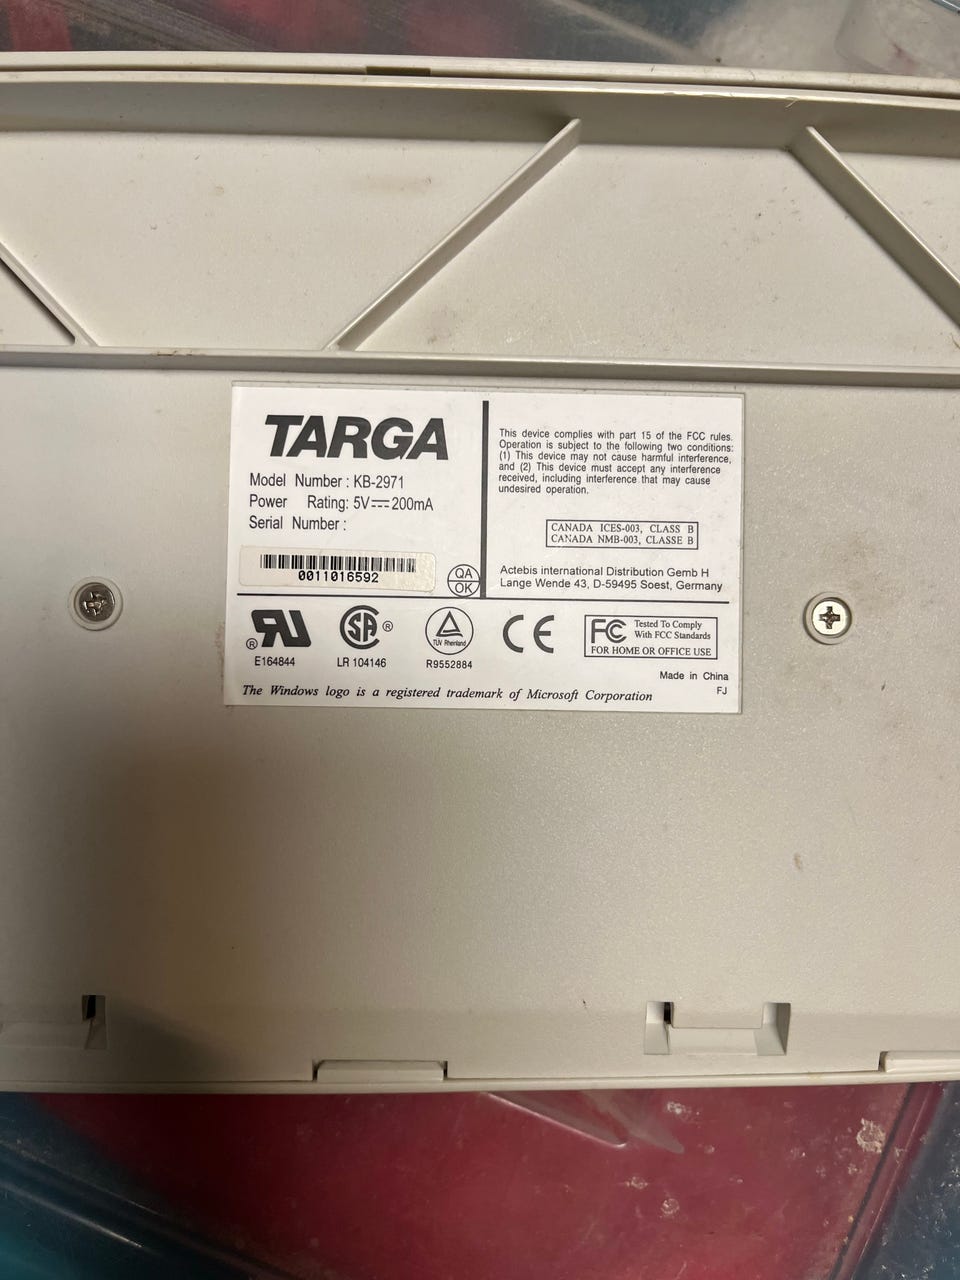 TARGA
Model Number : KB-2971
Power Rating: 5V⎓200mA
Serial Number :
0011016592
QA
OK
This device complies with part 15 of the FCC rules.
Operation is subject to the following two conditions:
(1) This device may not cause harmful interference,
and (2) This device must accept any interference
received, including interference that may cause
undesired operation.
CANADA ICES-003, CLASS B
CANADA NMB-003, CLASSE B
Actebis international Distribution Gemb H
Lange Wende 43, D-59495 Soest, Germany
RU ®
E164844
SA ®
LR 104146
TÜV Rheinland
R9552884
CE
FC Tested To Comply
With FCC Standards
FOR HOME OR OFFICE USE
Made in China
FJ
The Windows logo is a registered trademark of Microsoft Corporation